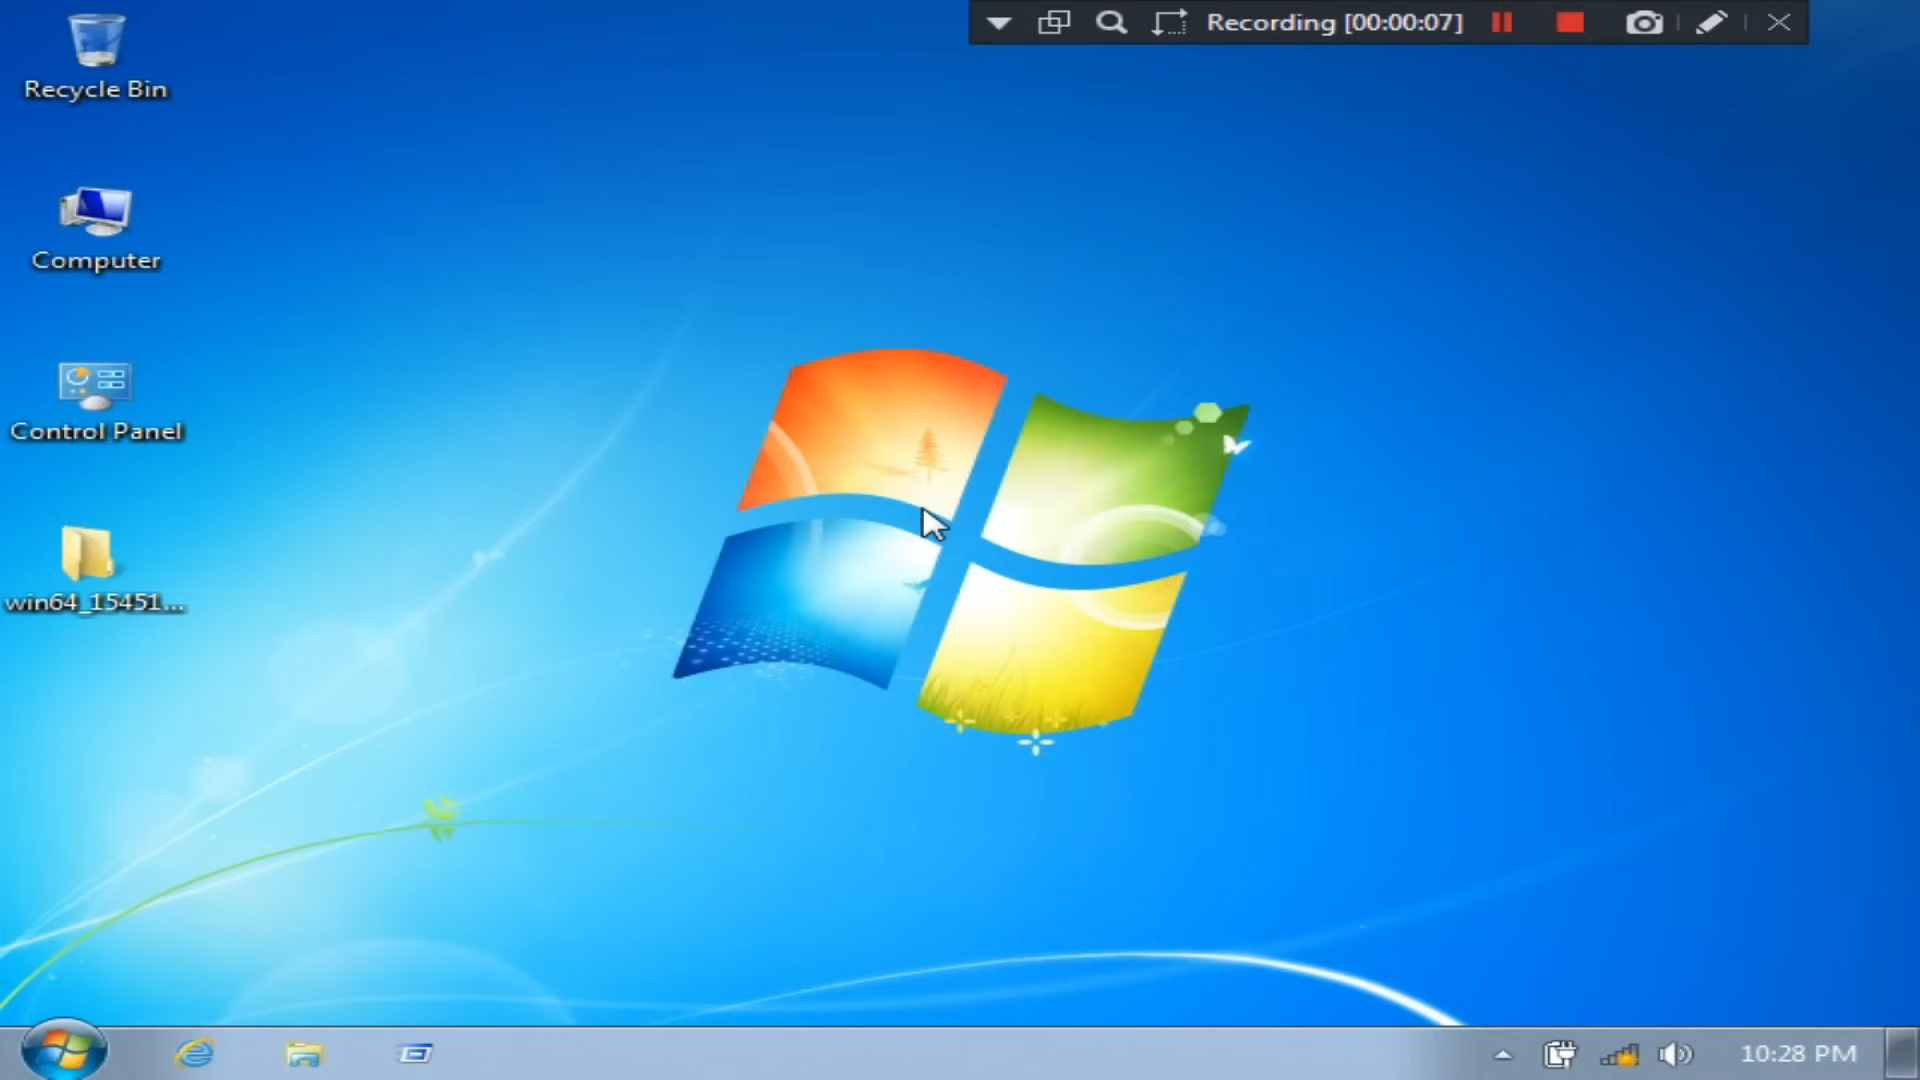 Recording [00:00:07]
Recycle Bin
Computer
Control Panel
win64_15451...
10:28 PM